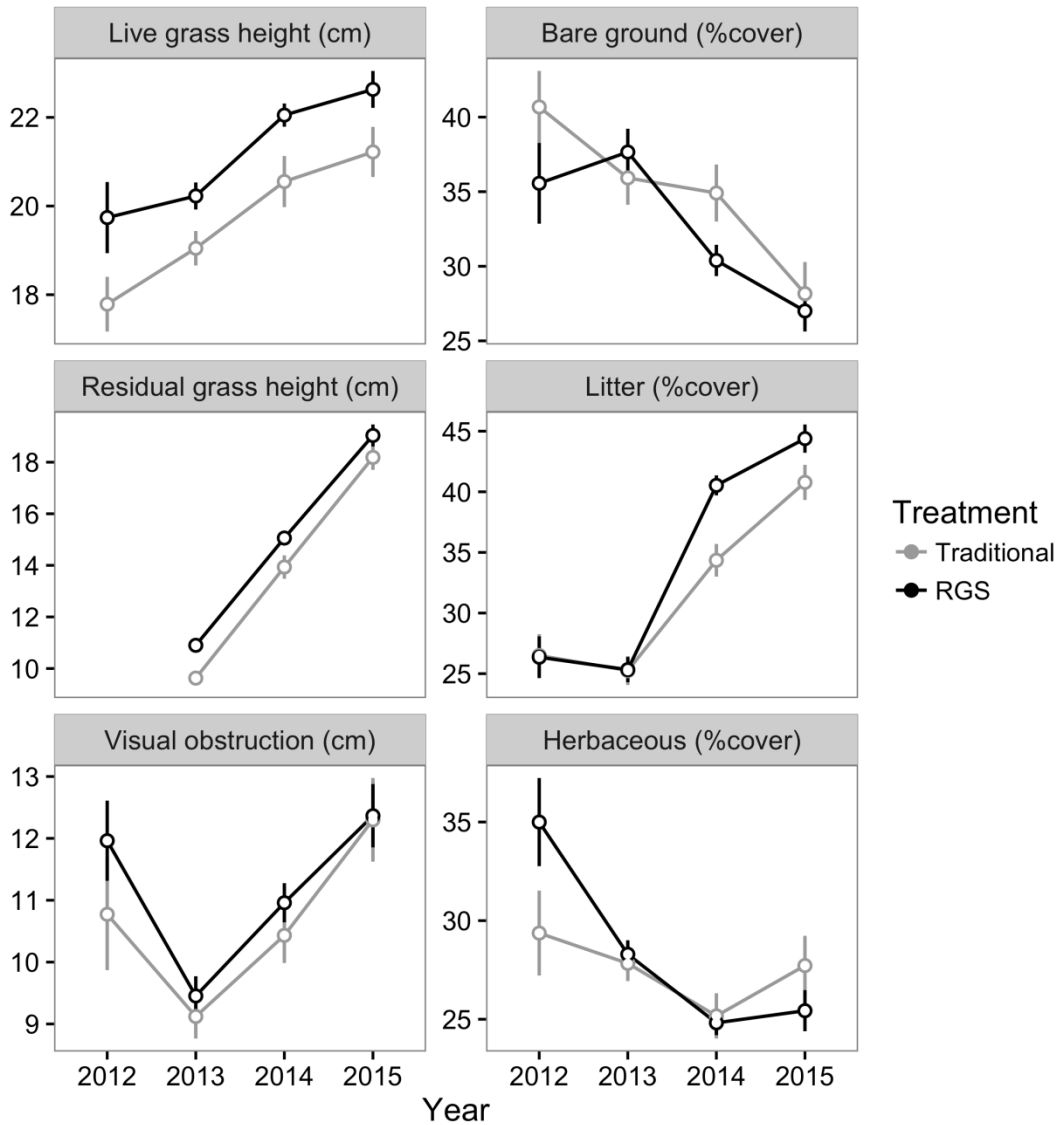 Live grass height (cm)
22
20
18
Bare ground (%cover)
40
35
30
25
Residual grass height (cm)
18
16
14
12
10
Litter (%cover)
45
40
35
30
25
Visual obstruction (cm)
13
12
11
10
9
2012 2013 2014 2015
Herbaceous (%cover)
35
30
25
2012 2013 2014 2015
Year
Treatment
Traditional
RGS